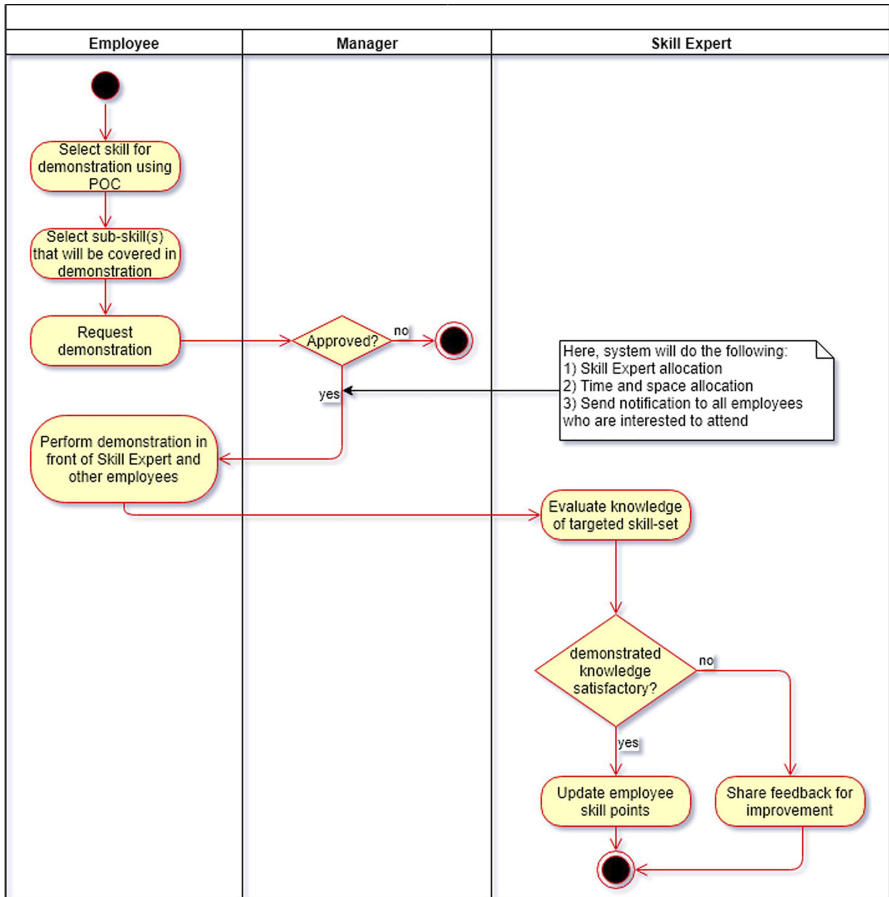 Employee
Manager
Skill Expert
Select skill for
demonstration using
POC
Select sub-skill(s)
that will be covered in
demonstration
Request
demonstration
Approved?
no
yes
Here, system will do the following:
1) Skill Expert allocation
2) Time and space allocation
3) Send notification to all employees
who are interested to attend
Perform demonstration in
front of Skill Expert and
other employees
Evaluate knowledge
of targeted skill-set
demonstrated
knowledge
satisfactory?
no
yes
Update employee
skill points
Share feedback for
improvement